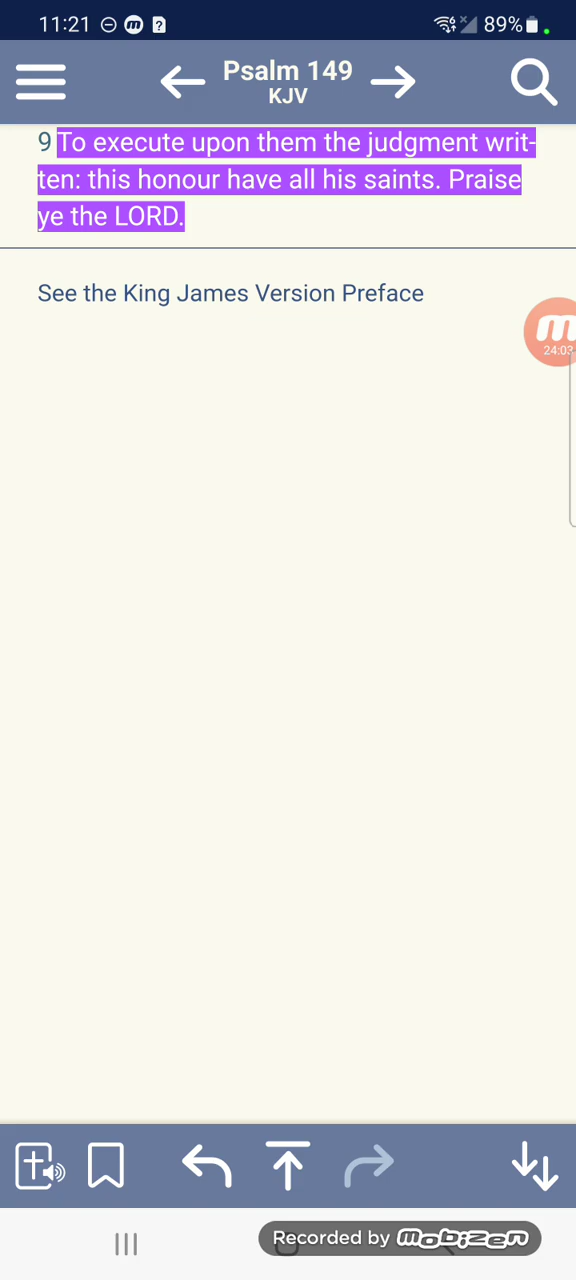 11:21 89%
Psalm 149
KJV
9 To execute upon them the judgment writ-
ten: this honour have all his saints. Praise
ye the LORD.
See the King James Version Preface
24:03
Recorded by mobizen